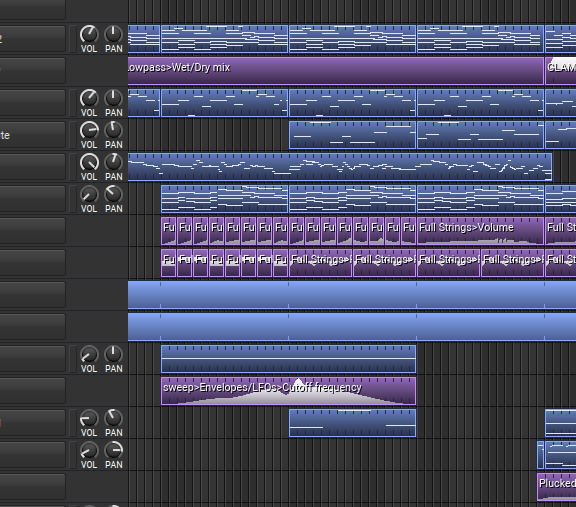 2
VOL PAN
owpass>Wet/Dry mix
GLAM
VOL PAN
te
VOL PAN
VOL PAN
VOL PAN
Fu Fu Fu Fu Fu Fu Fu Fu Fu Fu Fu Fu Fu Fu Fu Fu Full Strings>Volume Full St
Fu Fu Fu Fu Fu Fu Fu Fu Full Strings> Full Strings> Full Strings> Full Strings> Full St
VOL PAN
sweep>Envelopes/LFOs>Cutoff frequency
VOL PAN
VOL PAN
Plucked